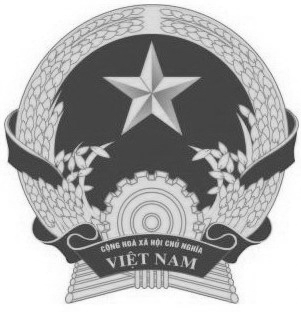 CỘNG HOÀ XÃ HỘI CHỦ NGHĨA
VIỆT NAM